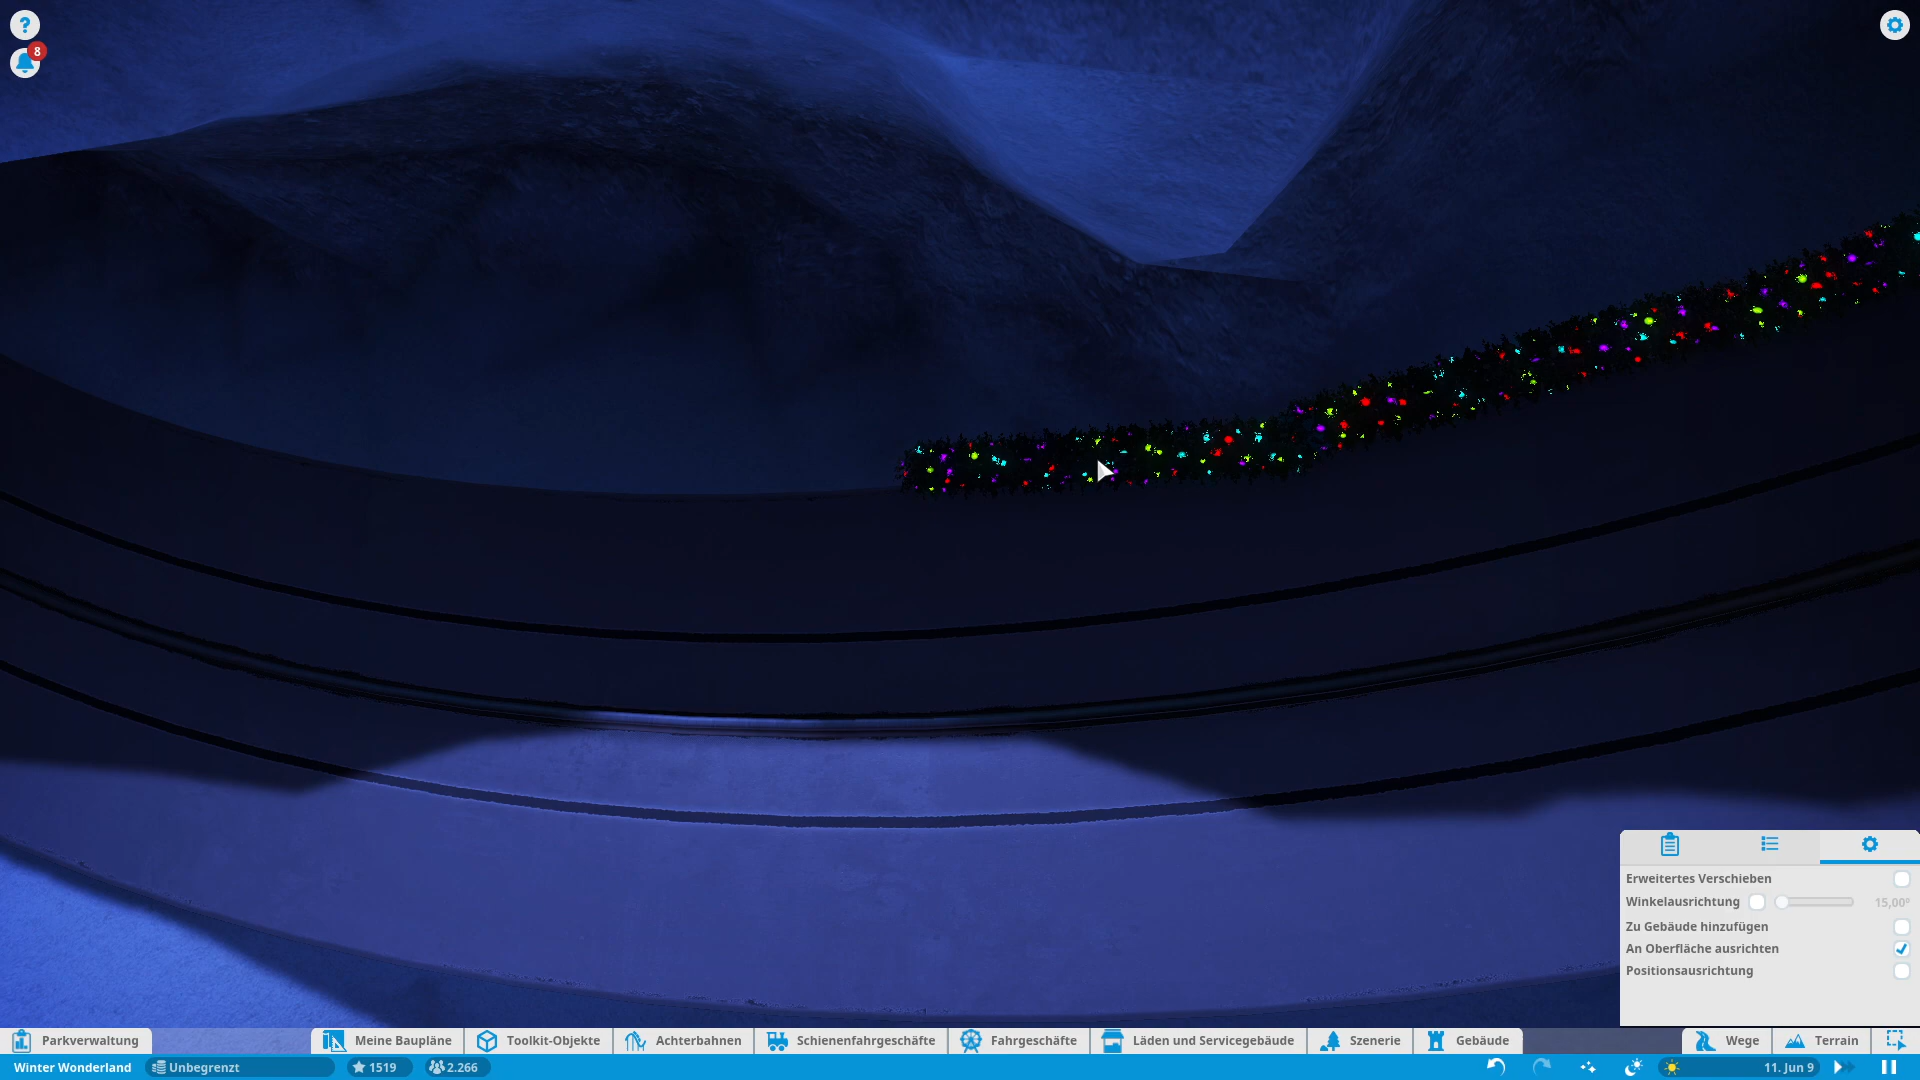 ?
8
Erweitertes Verschieben
Winkelausrichtung 15,00°
Zu Gebäude hinzufügen
An Oberfläche ausrichten
Positionsausrichtung
Parkverwaltung Meine Baupläne Toolkit-Objekte Achterbahnen Schienenfahrgeschäfte Fahrgeschäfte Läden und Servicegebäude Szenerie Gebäude Wege Terrain
Winter Wonderland Unbegrenzt 1519 2.266 11. Jun 9